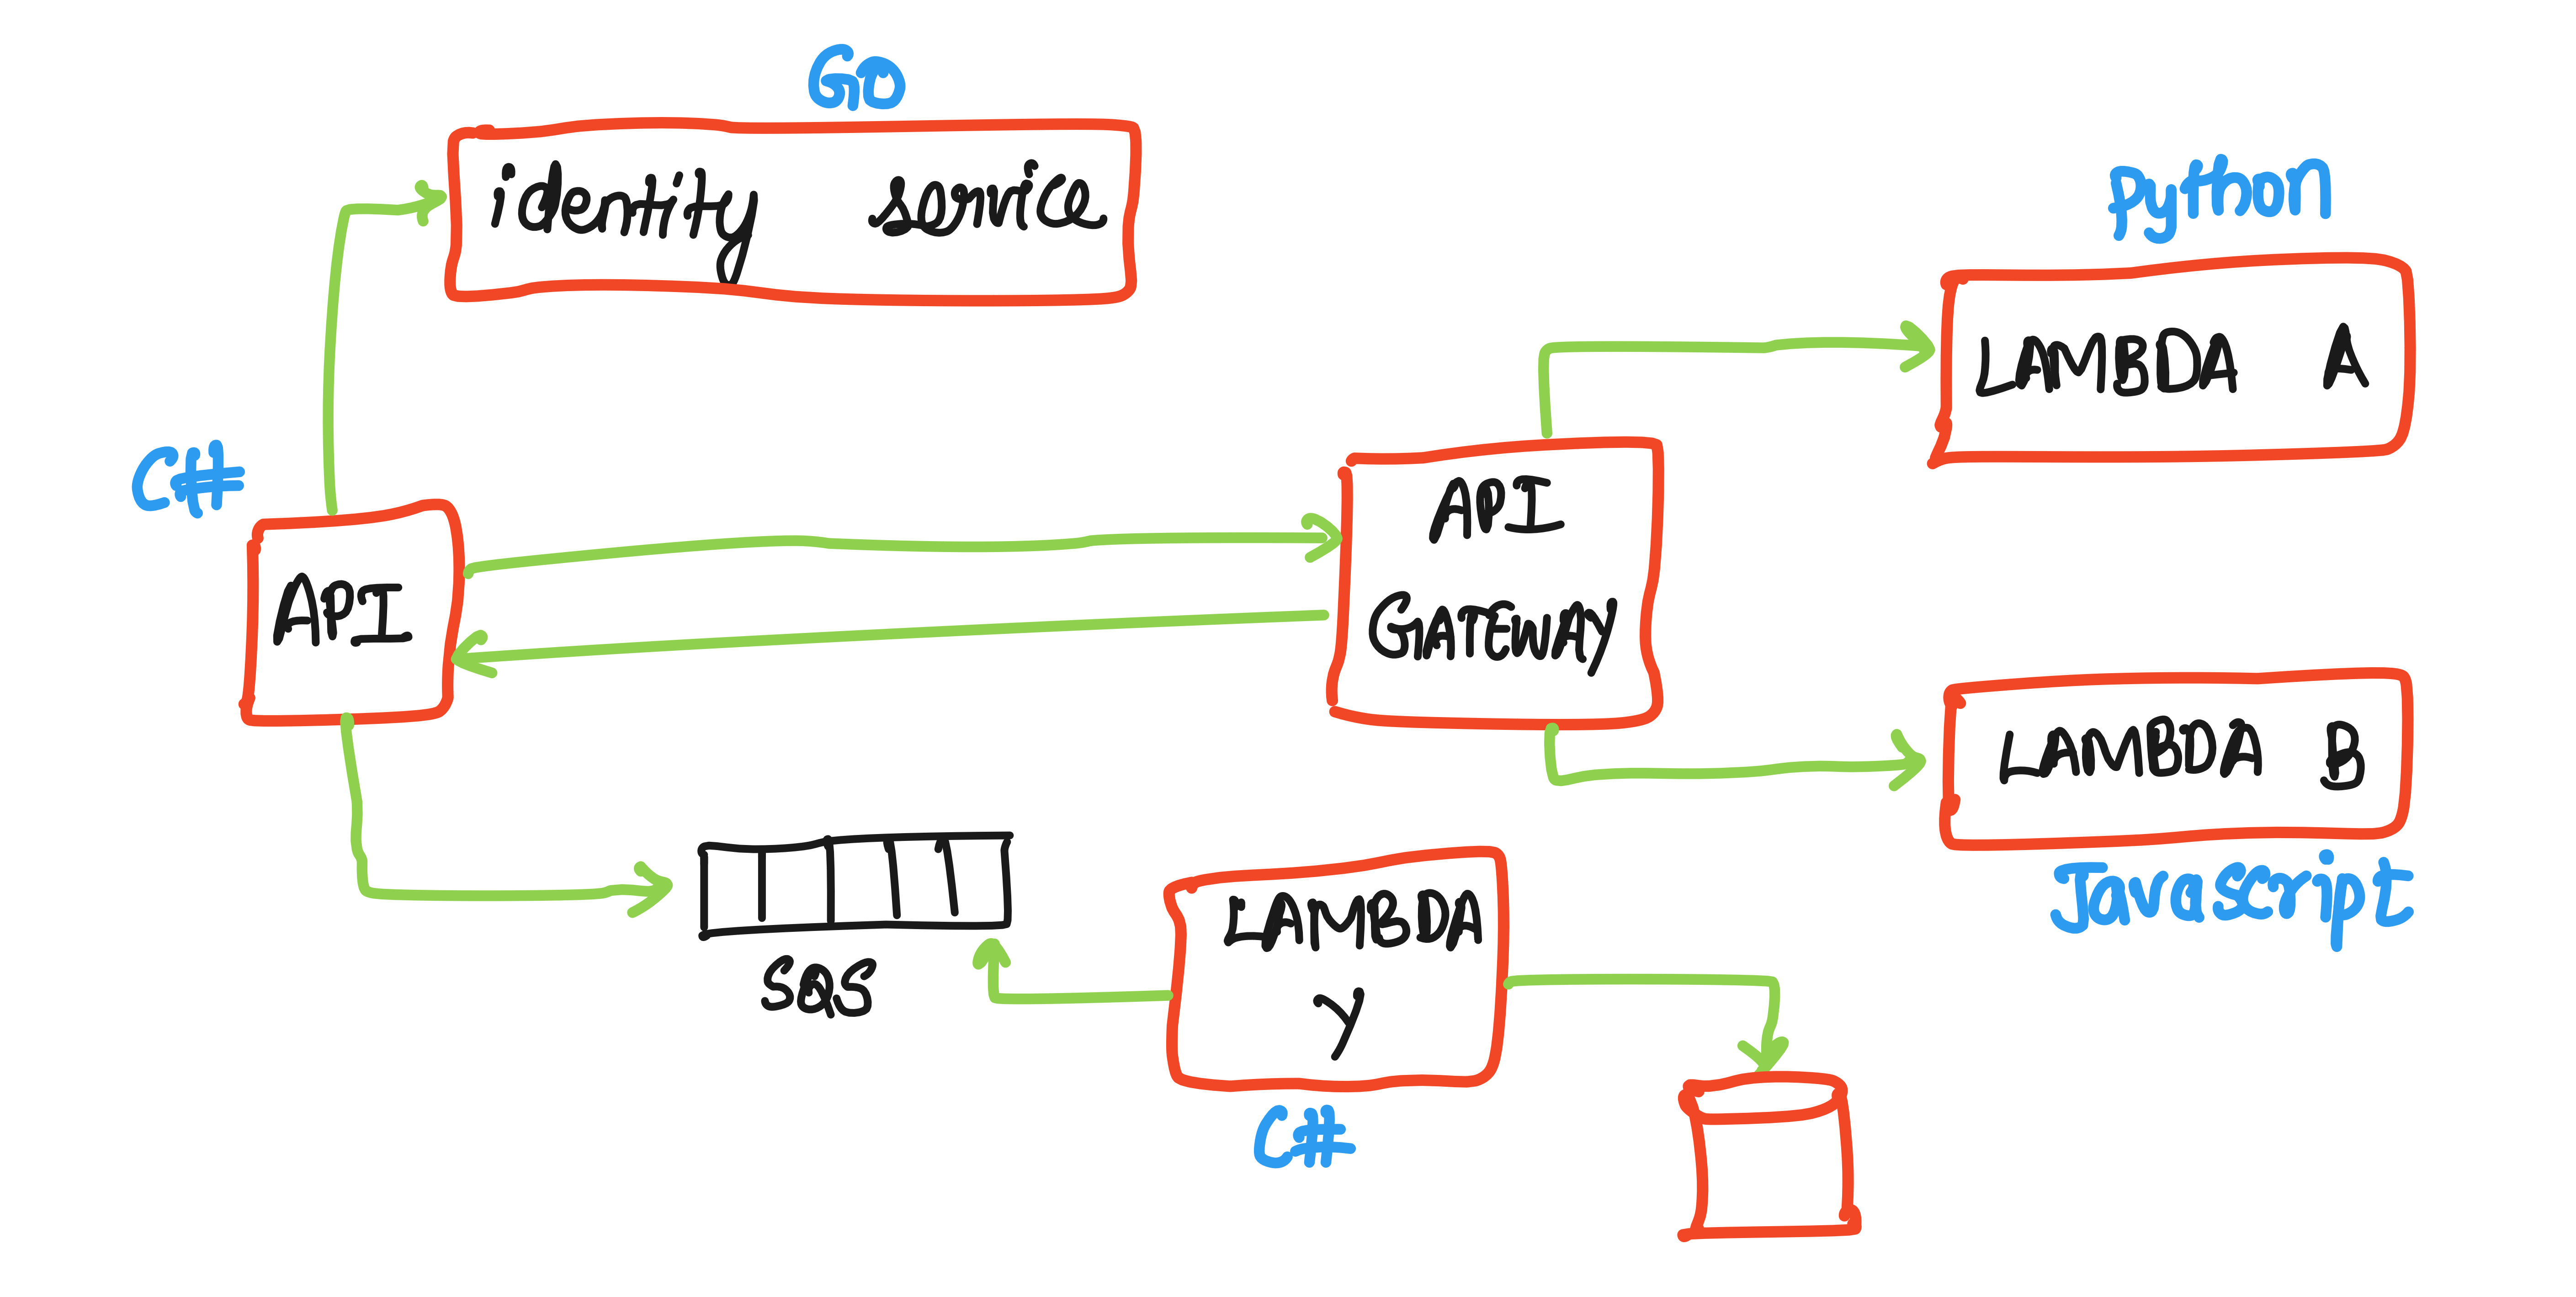 Go
identity service
Python
LAMBDA A
C#
API
GATEWAY
API
LAMBDA B
Javascript
LAMBDA
Y
SQS
C#